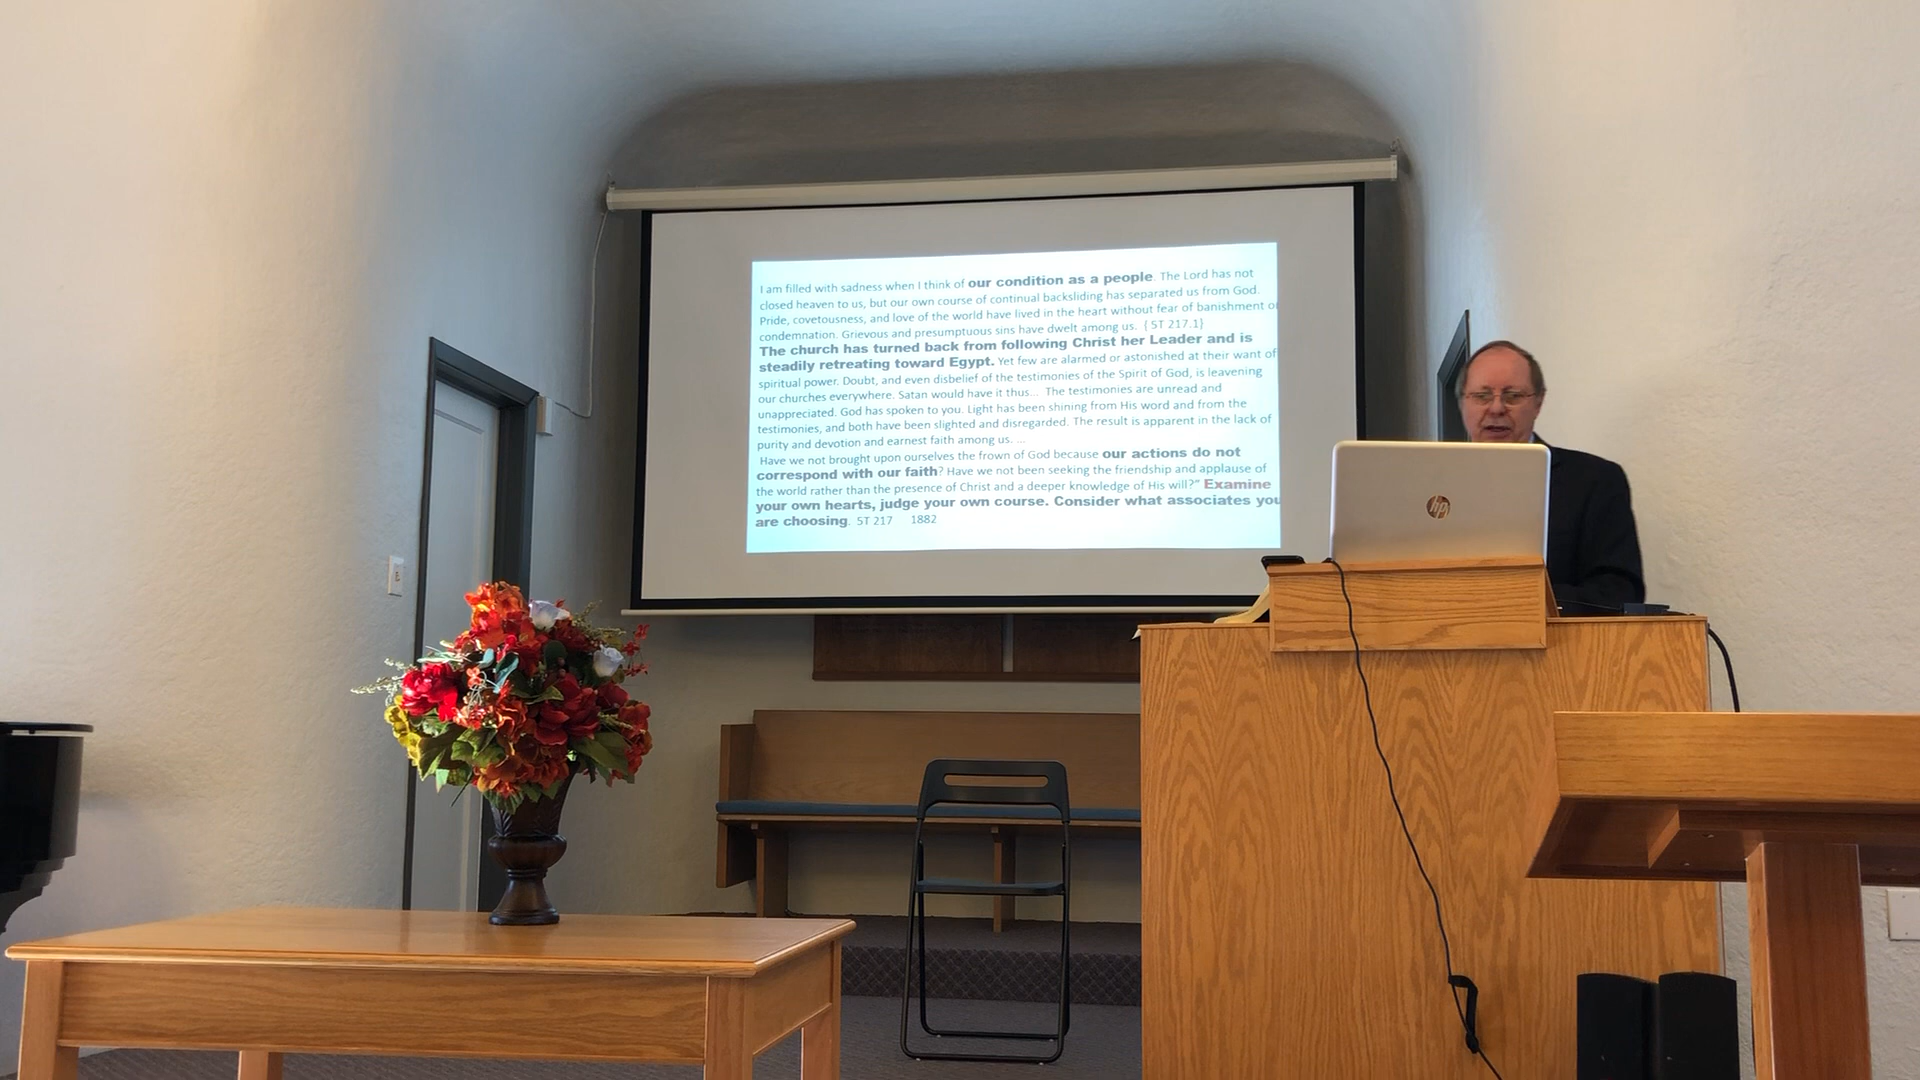 I am filled with sadness when I think of our condition as a people. The Lord has not
closed heaven to us, but our own course of continual backsliding has separated us from God.
Pride, covetousness, and love of the world have lived in the heart without fear of banishment or
condemnation. Grievous and presumptuous sins have dwelt among us. { 5T 217.1}
The church has turned back from following Christ her Leader and is
steadily retreating toward Egypt. Yet few are alarmed or astonished at their want of
spiritual power. Doubt, and even disbelief of the testimonies of the Spirit of God, is leavening
our churches everywhere. Satan would have it thus... The testimonies are unread and
unappreciated. God has spoken to you. Light has been shining from His word and from the
testimonies, and both have been slighted and disregarded. The result is apparent in the lack of
purity and devotion and earnest faith among us. ...
Have we not brought upon ourselves the frown of God because our actions do not
correspond with our faith? Have we not been seeking the friendship and applause of
the world rather than the presence of Christ and a deeper knowledge of His will?" Examine
your own hearts, judge your own course. Consider what associates you
are choosing. 5T 217 1882
hp